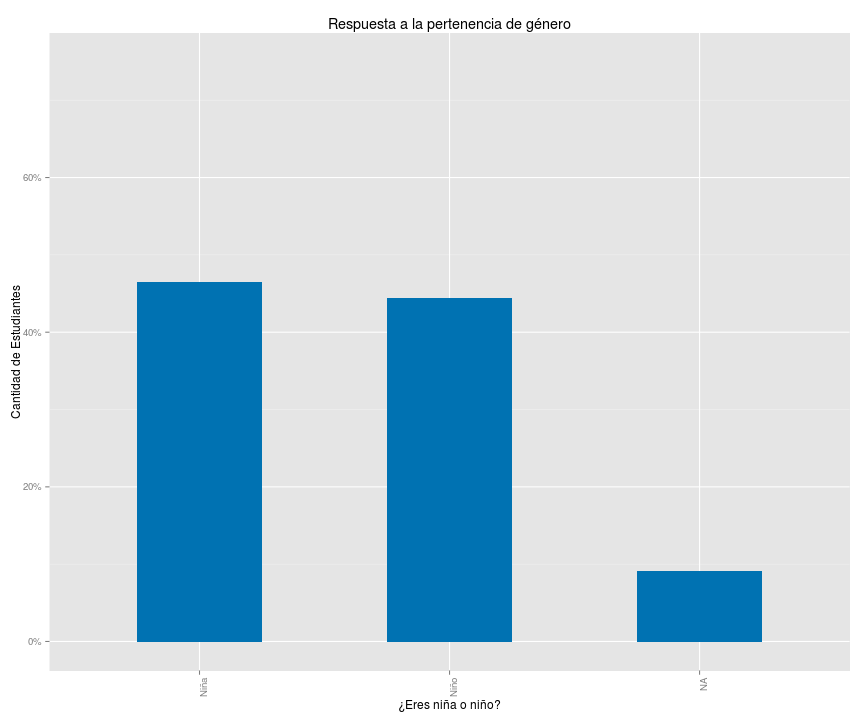 Respuesta a la pertenencia de género
Cantidad de Estudiantes
60%
40%
20%
0%
Niña
Niño
NA
¿Eres niña o niño?